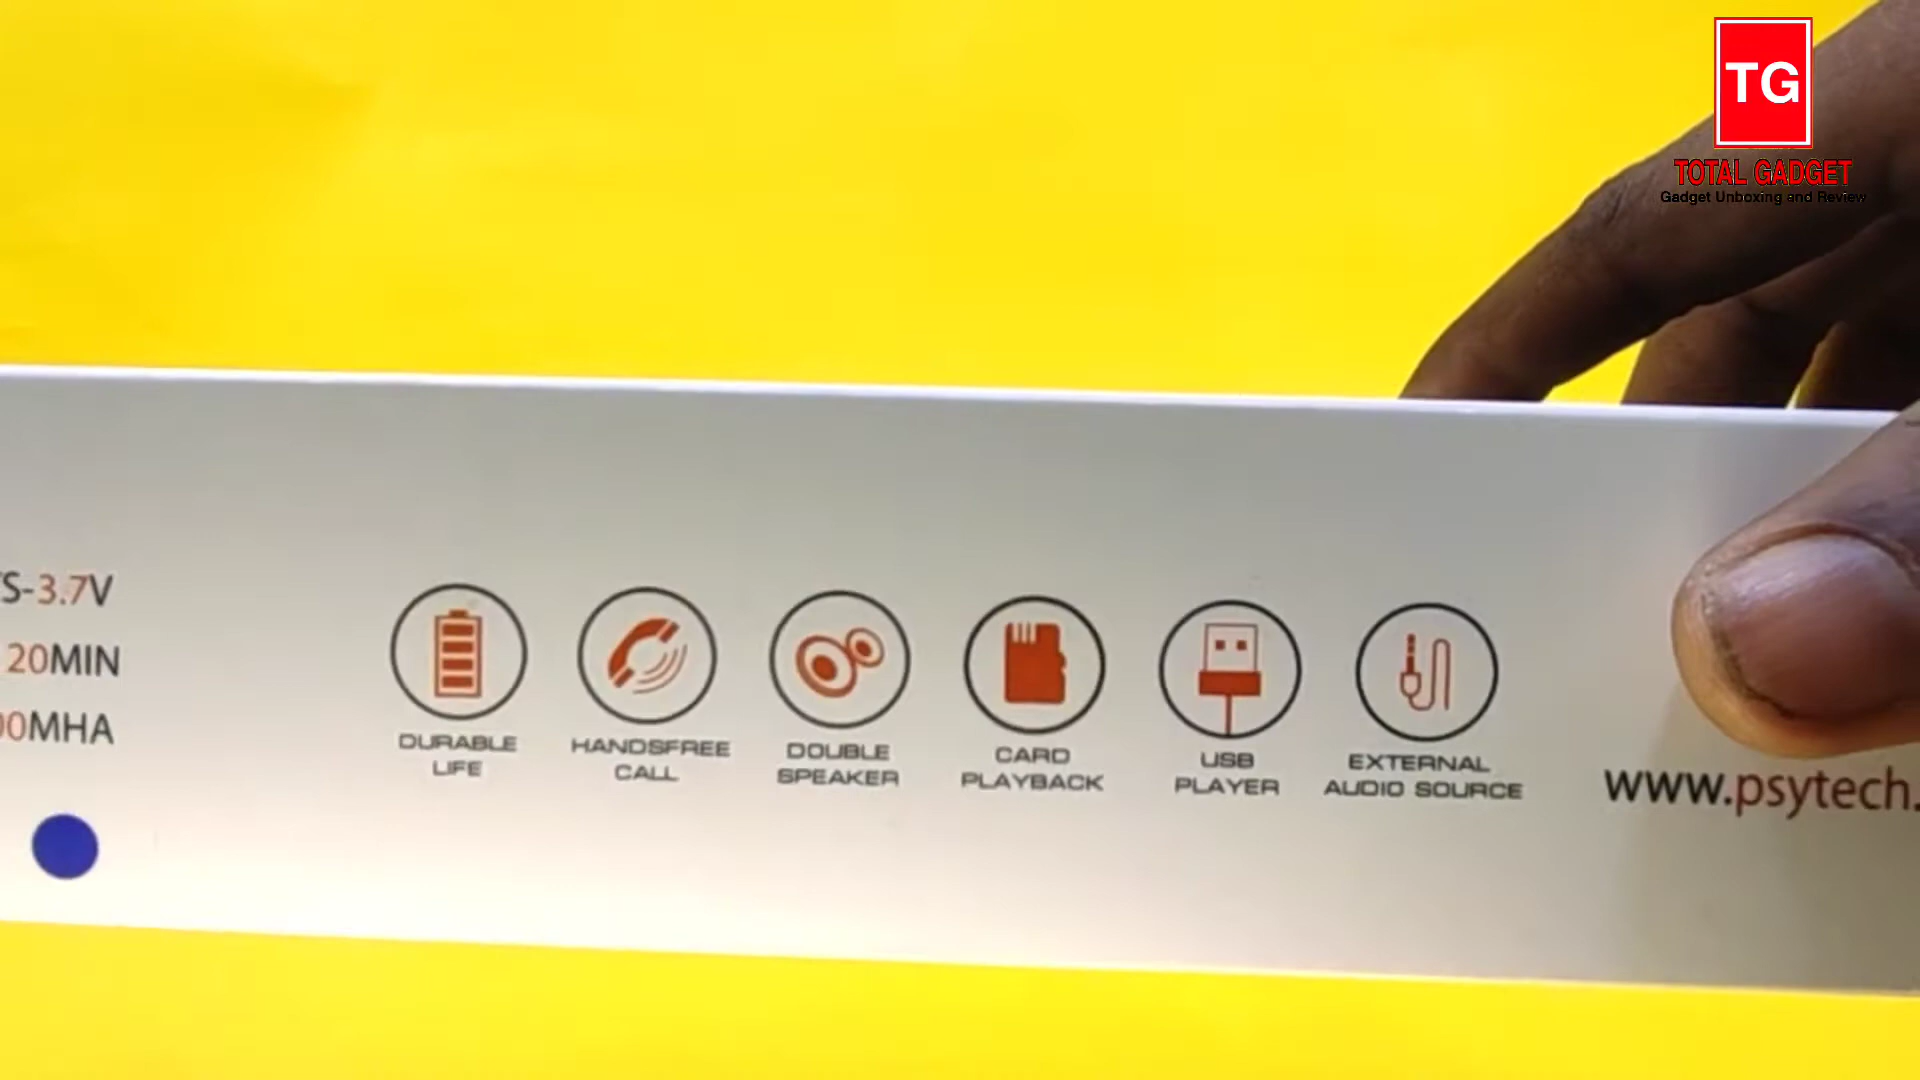 TG
TOTAL GADGET
Gadget Unboxing and Review
S-3.7V
20MIN
00MHA
DURABLE
LIFE
HANDSFREE
CALL
DOUBLE
SPEAKER
CARD
PLAYBACK
USB
PLAYER
EXTERNAL
AUDIO SOURCE
www.psytech.